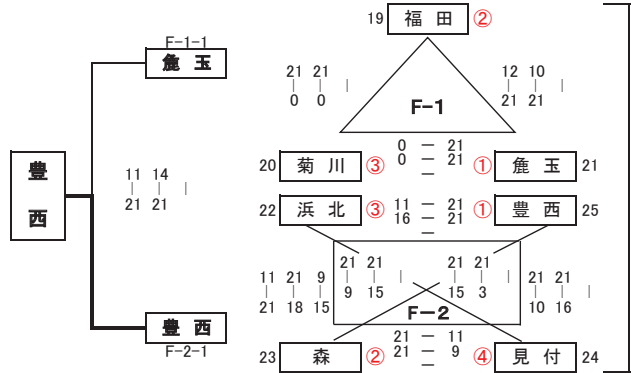 19 福田 ②
F-1-1
麁玉
21 21
| | |
0 0
12 10
| | |
21 21
F-1
0 — 21
0 — 21
—
20 菊川 ③ ① 麁玉 21
豊西
11 14
| | |
21 21
22 浜北 ③ 11 — 21 ① 豊西 25
16 — 21
—
21 21
| | |
9 15
21 21
| | |
15 3
11 21 9
| | |
21 18 15
21 21
| | |
10 16
F-2
豊西
F-2-1
21 — 11
21 — 9
—
23 森 ② ④ 見付 24